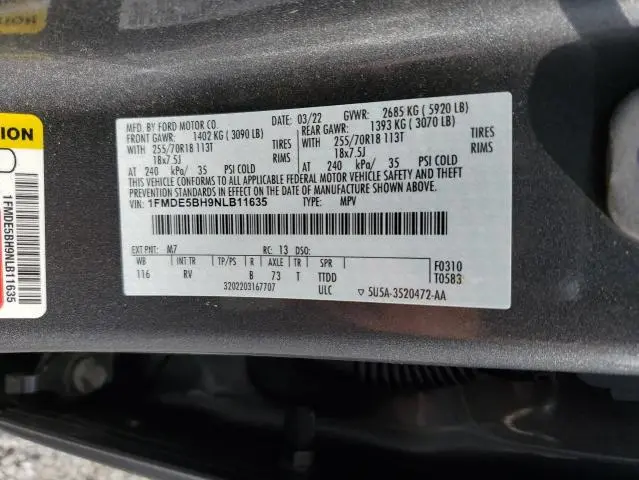 MFD. BY FORD MOTOR CO.
DATE: 03/22 GVWR: 2685 KG ( 5920 LB)
FRONT GAWR: 1402 KG ( 3090 LB) REAR GAWR: 1393 KG ( 3070 LB)
WITH 255/70R18 113T TIRES WITH 255/70R18 113T TIRES
18x7.5J RIMS 18x7.5J RIMS
AT 240 kPa/ 35 PSI COLD AT 240 kPa/ 35 PSI COLD
THIS VEHICLE CONFORMS TO ALL APPLICABLE FEDERAL MOTOR VEHICLE SAFETY AND THEFT
PREVENTION STANDARDS IN EFFECT ON THE DATE OF MANUFACTURE SHOWN ABOVE.
VIN: 1FMDE5BH9NLB11635 TYPE: MPV
EXT PNT: M7 RC: 13 DSO:
WB INT TR TP/PS R AXLE TR SPR F0310
116 RV B 73 T TTDD T0583
3202203167707 ULC ▽ 5U5A-3520472-AA
TION
1FMDE5BH9NLB11635